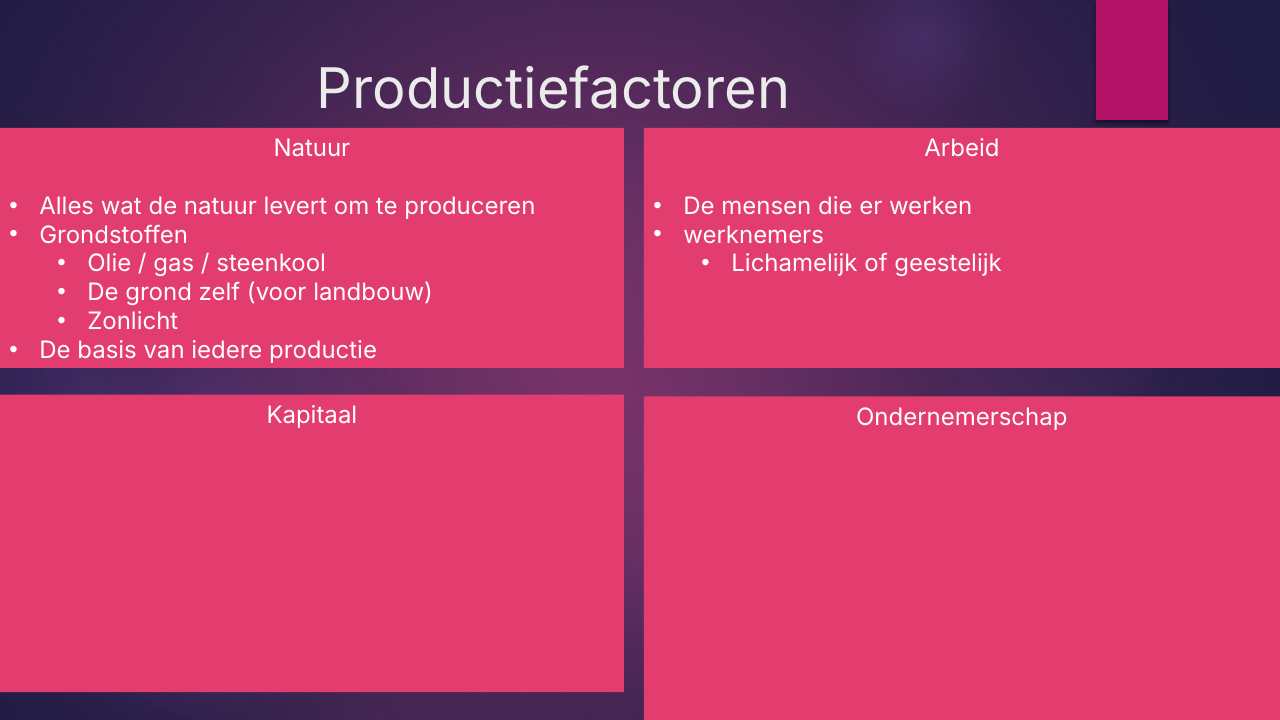 Productiefactoren
Natuur
• Alles wat de natuur levert om te produceren
• Grondstoffen
• Olie / gas / steenkool
• De grond zelf (voor landbouw)
• Zonlicht
• De basis van iedere productie
Arbeid
• De mensen die er werken
• werknemers
• Lichamelijk of geestelijk
Kapitaal
Ondernemerschap